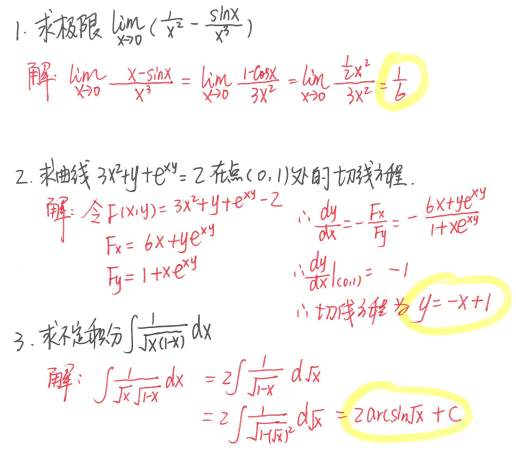 1. 求极限 lim x→0 (1/x² - sinx/x³)
解: lim x→0 (x-sinx)/x³ = lim x→0 (1-cosx)/3x² = lim x→0 (½x²)/3x² = 1/6
2. 求曲线 3x²+y+e^xy=2 在点(0,1)处的切线方程.
解: 令F(x,y)=3x²+y+e^xy-2
Fx = 6x+ye^xy
Fy = 1+xe^xy
∴ dy/dx = -Fx/Fy = - (6x+ye^xy)/(1+xe^xy)
∴ dy/dx|(0,1) = -1
∴ 切线方程为 y=-x+1
3. 求不定积分 ∫ 1/√(x(1-x)) dx
解: ∫ 1/(√x √(1-x)) dx = 2∫ 1/√(1-x) d√x
= 2∫ 1/√(1-(√x)²) d√x = 2arcsin√x + C